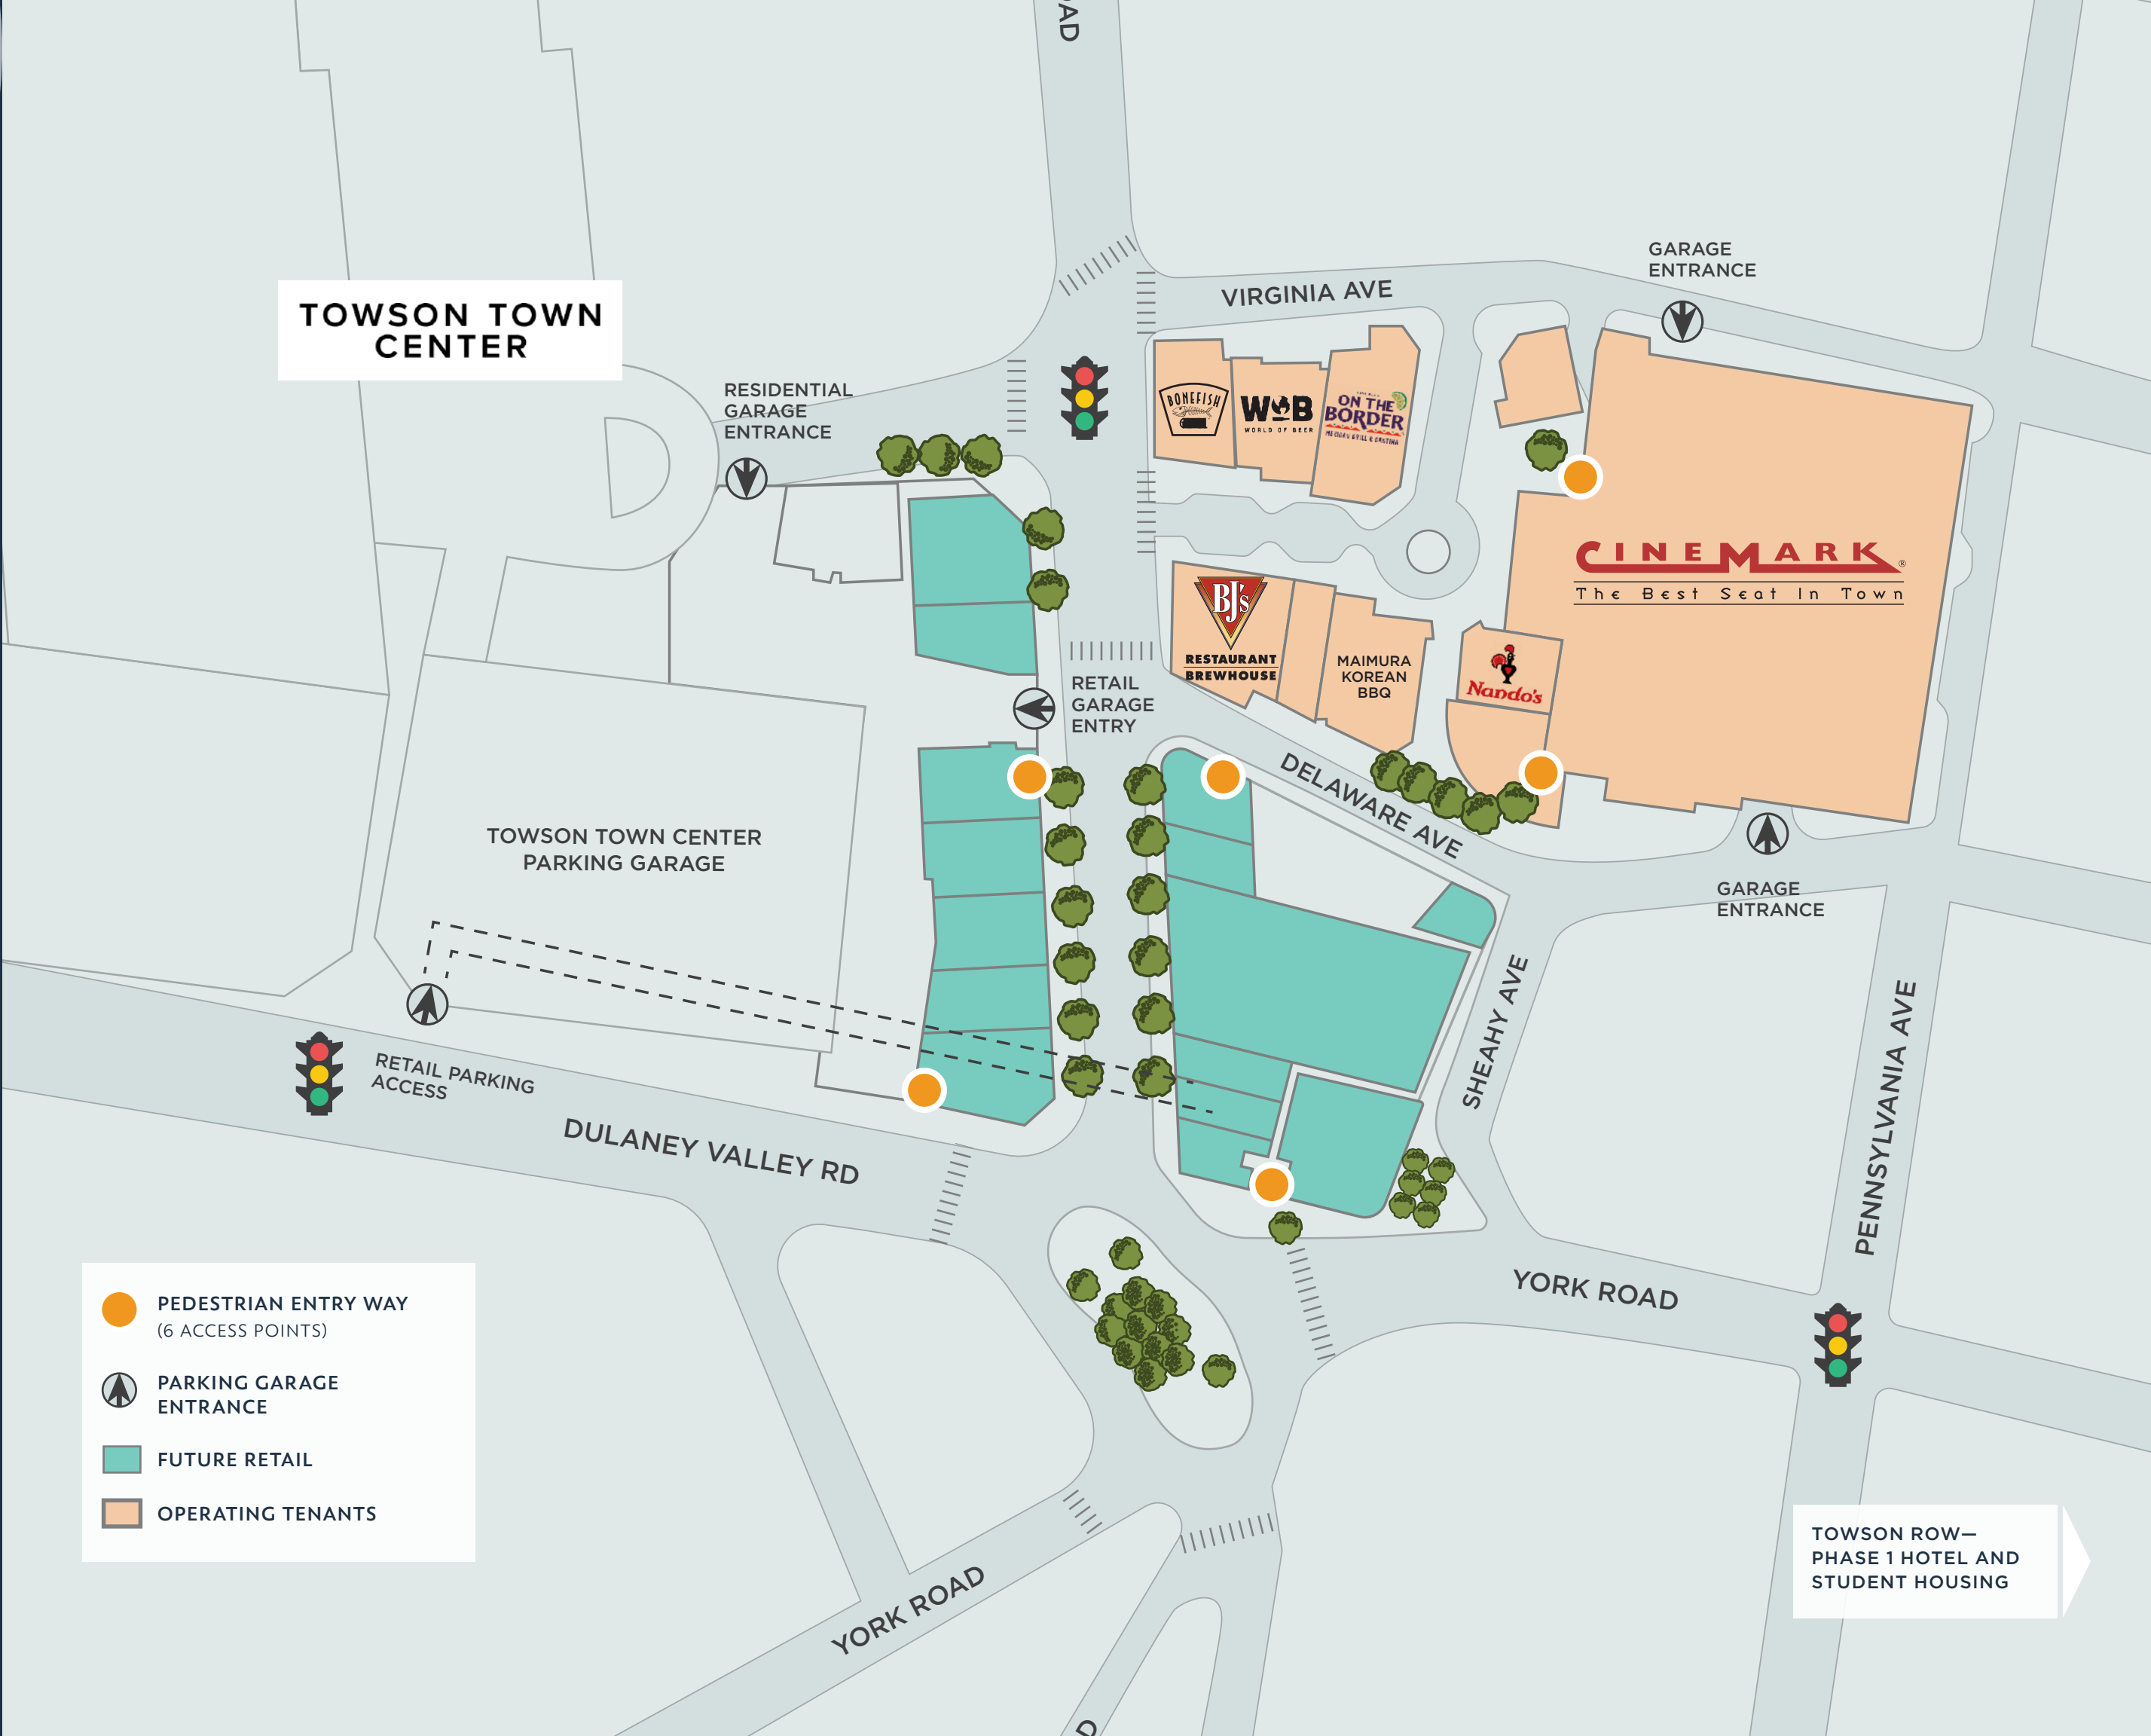 AD
GARAGE
ENTRANCE
VIRGINIA AVE
TOWSON TOWN
CENTER
RESIDENTIAL
GARAGE
ENTRANCE
BONEFISH
WOB
WORLD OF BEER
ON THE
BORDER
MEXICAN GRILL & CANTINA
CINEMARK®
The Best Seat In Town
BJ's
RESTAURANT
BREWHOUSE
MAIMURA
KOREAN
BBQ
Nando's
RETAIL
GARAGE
ENTRY
DELAWARE AVE
TOWSON TOWN CENTER
PARKING GARAGE
GARAGE
ENTRANCE
SHEAHY AVE
PENNSYLVANIA AVE
RETAIL PARKING
ACCESS
DULANEY VALLEY RD
YORK ROAD
PEDESTRIAN ENTRY WAY
(6 ACCESS POINTS)
PARKING GARAGE
ENTRANCE
FUTURE RETAIL
OPERATING TENANTS
TOWSON ROW—
PHASE 1 HOTEL AND
STUDENT HOUSING
YORK ROAD
D